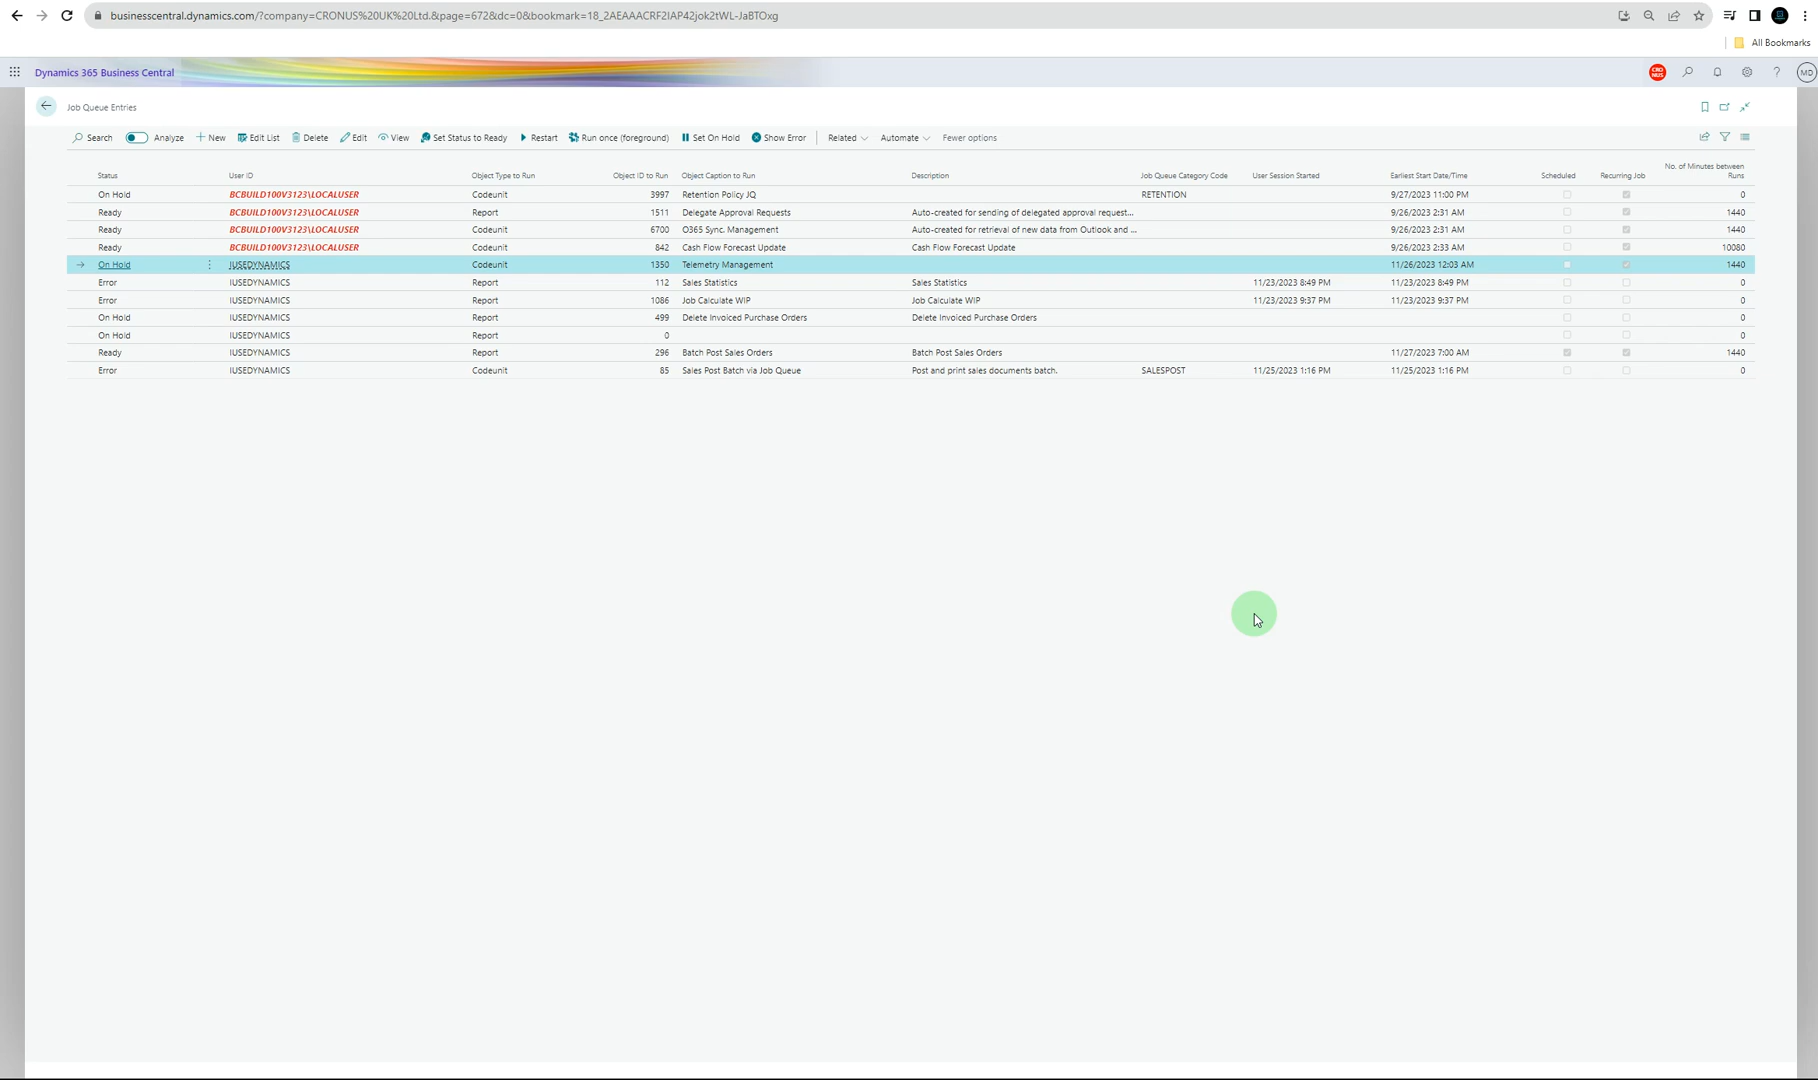 businesscentral.dynamics.com/?company=CRONUS%20UK%20Ltd.&page=672&dc=0&bookmark=18_2AEAAACRF2IAP42jok2tWL-JaBTOxg
All Bookmarks
Dynamics 365 Business Central CRO NUS ? MD
Job Queue Entries
Search Analyze New Edit List Delete Edit View Set Status to Ready Restart Run once (foreground) Set On Hold Show Error Related Automate Fewer options
Status User ID Object Type to Run Object ID to Run Object Caption to Run Description Job Queue Category Code User Session Started Earliest Start Date/Time Scheduled Recurring Job No. of Minutes between Runs
On Hold BCBUILD100V3123\LOCALUSER Codeunit 3997 Retention Policy JQ RETENTION 9/27/2023 11:00 PM 0
Ready BCBUILD100V3123\LOCALUSER Report 1511 Delegate Approval Requests Auto-created for sending of delegated approval request... 9/26/2023 2:31 AM 1440
Ready BCBUILD100V3123\LOCALUSER Codeunit 6700 O365 Sync. Management Auto-created for retrieval of new data from Outlook and ... 9/26/2023 2:31 AM 1440
Ready BCBUILD100V3123\LOCALUSER Codeunit 842 Cash Flow Forecast Update Cash Flow Forecast Update 9/26/2023 2:33 AM 10080
On Hold IUSEDYNAMICS Codeunit 1350 Telemetry Management 11/26/2023 12:03 AM 1440
Error IUSEDYNAMICS Report 112 Sales Statistics Sales Statistics 11/23/2023 8:49 PM 11/23/2023 8:49 PM 0
Error IUSEDYNAMICS Report 1086 Job Calculate WIP Job Calculate WIP 11/23/2023 9:37 PM 11/23/2023 9:37 PM 0
On Hold IUSEDYNAMICS Report 499 Delete Invoiced Purchase Orders Delete Invoiced Purchase Orders 0
On Hold IUSEDYNAMICS Report 0 0
Ready IUSEDYNAMICS Report 296 Batch Post Sales Orders Batch Post Sales Orders 11/27/2023 7:00 AM 1440
Error IUSEDYNAMICS Codeunit 85 Sales Post Batch via Job Queue Post and print sales documents batch. SALESPOST 11/25/2023 1:16 PM 11/25/2023 1:16 PM 0